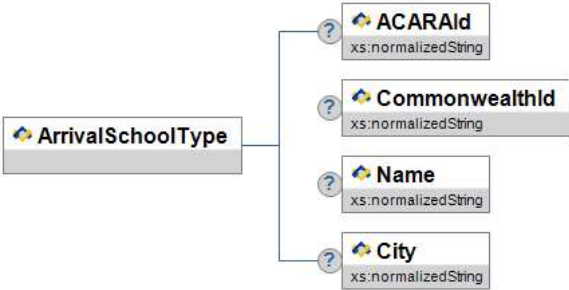 ? ACARAId
xs:normalizedString
? CommonwealthId
xs:normalizedString
ArrivalSchoolType
? Name
xs:normalizedString
? City
xs:normalizedString